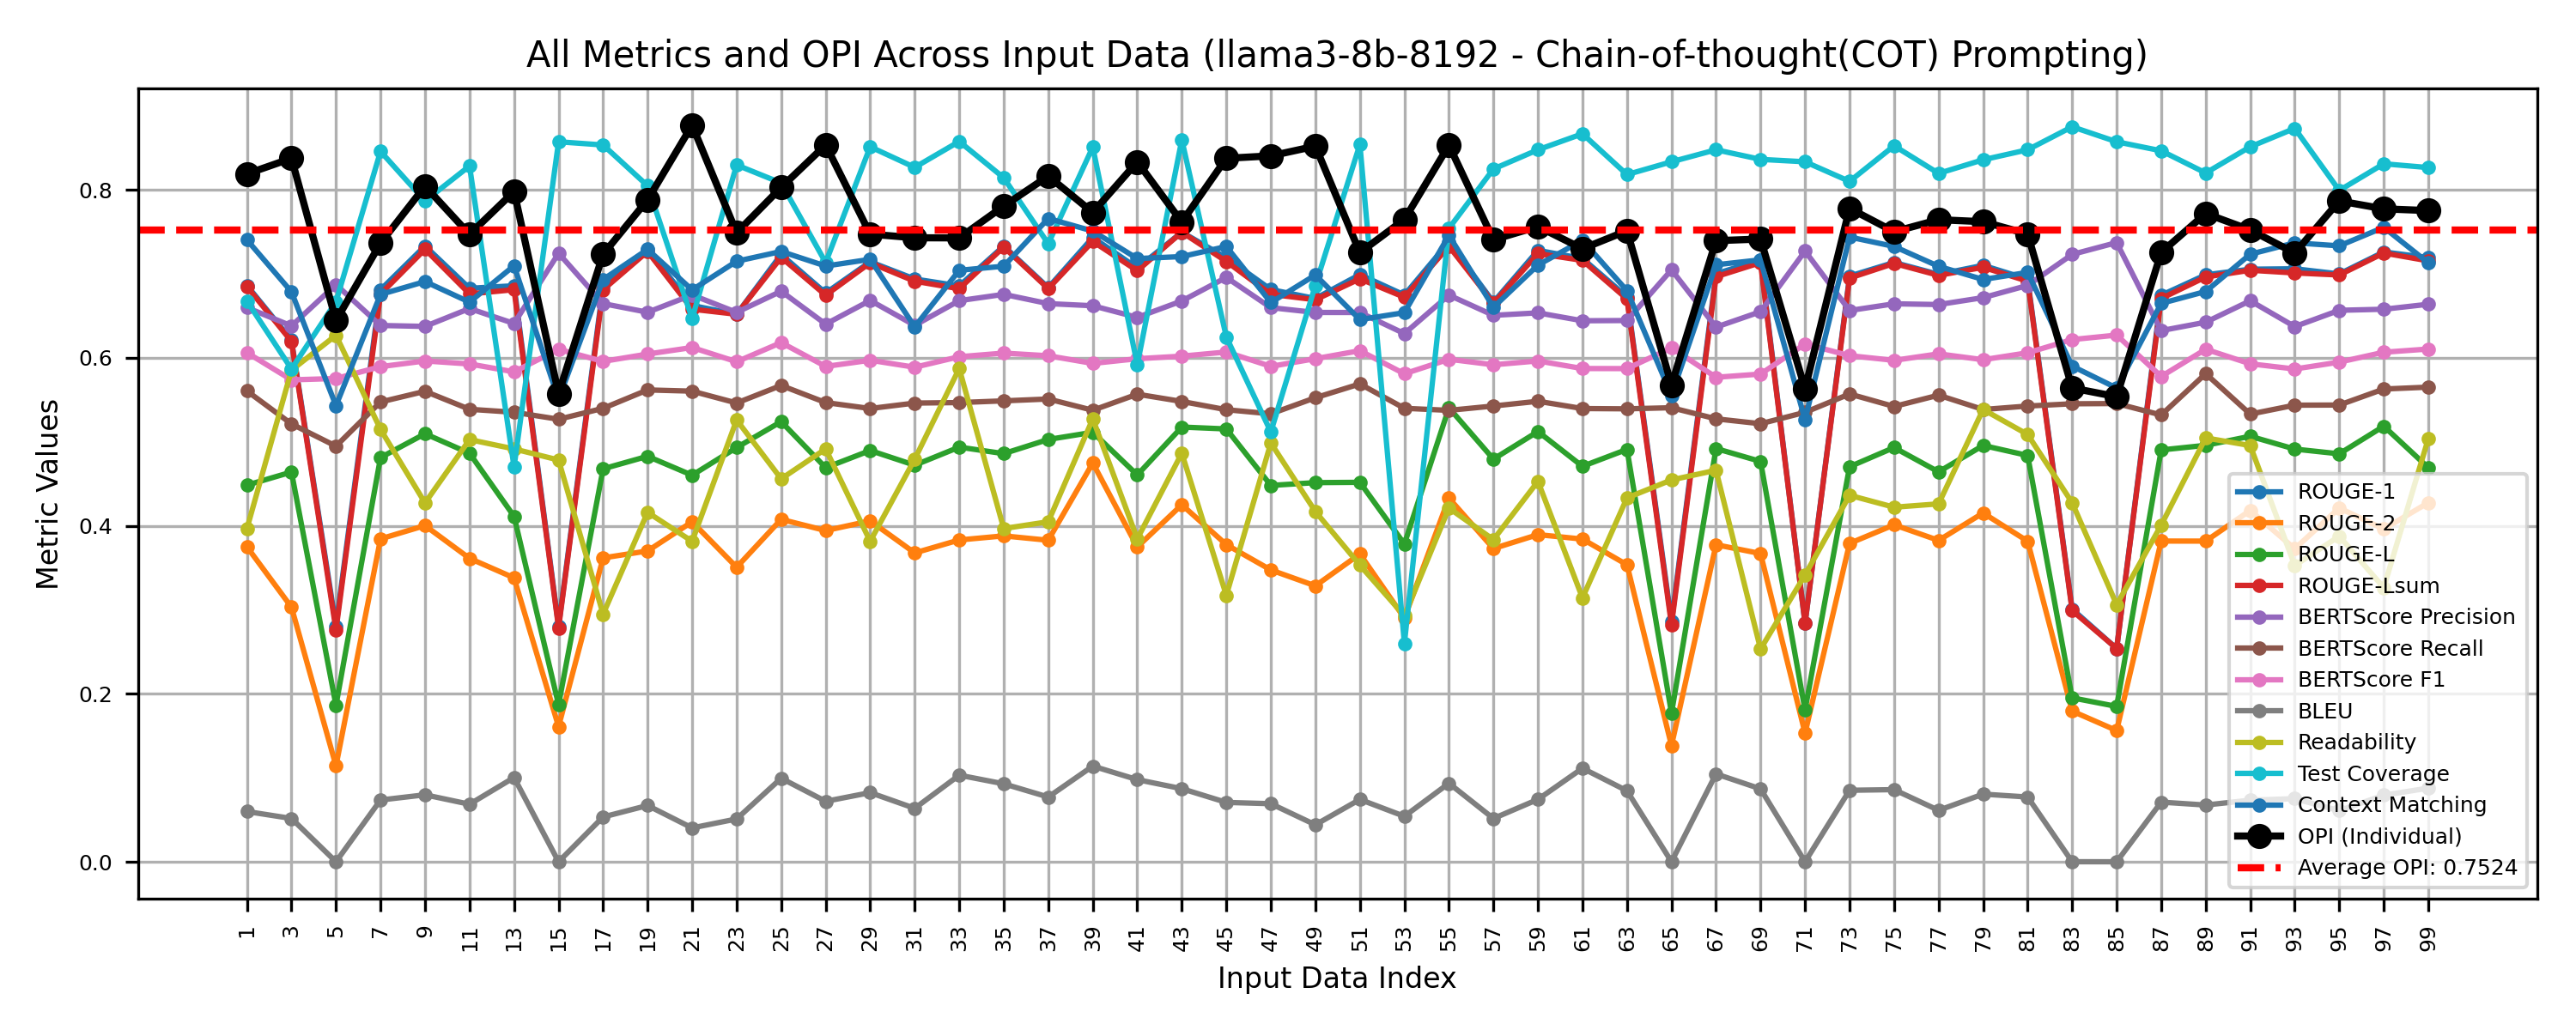 All Metrics and OPI Across Input Data (llama3-8b-8192 - Chain-of-thought(COT) Prompting)
Metric Values
0.8
0.6
0.4
0.2
0.0
ROUGE-1
ROUGE-2
ROUGE-L
ROUGE-Lsum
BERTScore Precision
BERTScore Recall
BERTScore F1
BLEU
Readability
Test Coverage
Context Matching
OPI (Individual)
Average OPI: 0.7524
1 3 5 7 9 11 13 15 17 19 21 23 25 27 29 31 33 35 37 39 41 43 45 47 49 51 53 55 57 59 61 63 65 67 69 71 73 75 77 79 81 83 85 87 89 91 93 95 97 99
Input Data Index